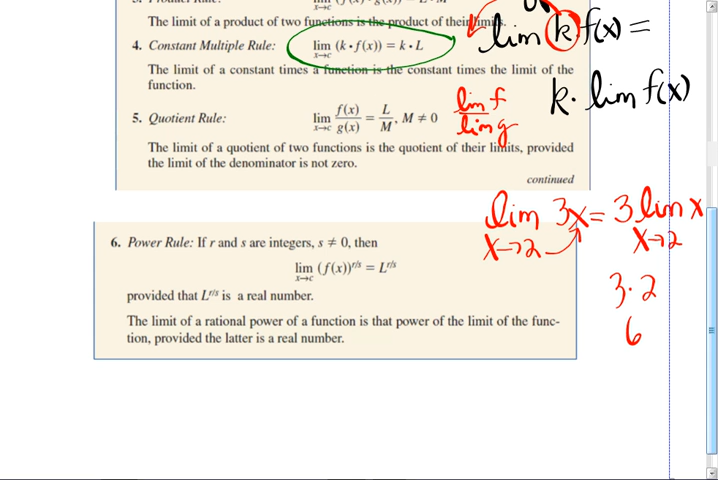 The limit of a product of two functions is the product of their limits.
4. Constant Multiple Rule: lim x→c (k • f(x)) = k • L
The limit of a constant times a function is the constant times the limit of the
function.
lim k f(x) =
k · lim f(x)
5. Quotient Rule: lim x→c f(x)/g(x) = L/M, M ≠ 0
lim f
lim g
The limit of a quotient of two functions is the quotient of their limits, provided
the limit of the denominator is not zero.
continued
lim 3x = 3 lim x
x→2 x→2
3·2
6
6. Power Rule: If r and s are integers, s ≠ 0, then
lim x→c (f(x))^r/s = L^r/s
provided that L^r/s is a real number.
The limit of a rational power of a function is that power of the limit of the func-
tion, provided the latter is a real number.